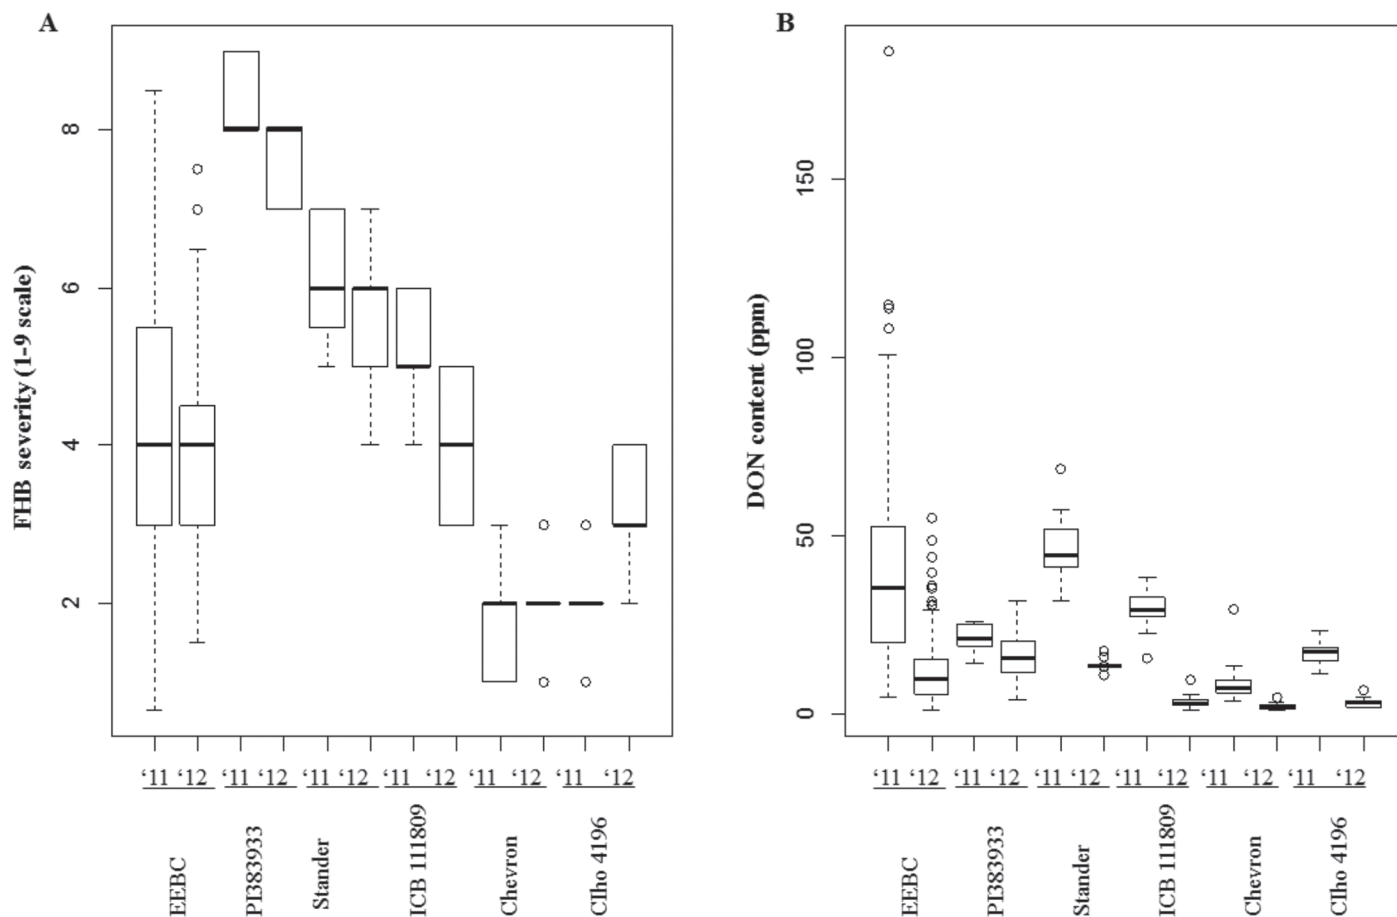 A
FHB severity (1-9 scale)
8
6
4
2
‘11 ‘12 ‘11 ‘12 ‘11 ‘12 ‘11 ‘12 ‘11 ‘12 ‘11 ‘12
EEBC
PI383933
Stander
ICB 111809
Chevron
CIho 4196
B
DON content (ppm)
150
100
50
0
‘11 ‘12 ‘11 ‘12 ‘11 ‘12 ‘11 ‘12 ‘11 ‘12 ‘11 ‘12
EEBC
PI383933
Stander
ICB 111809
Chevron
CIho 4196